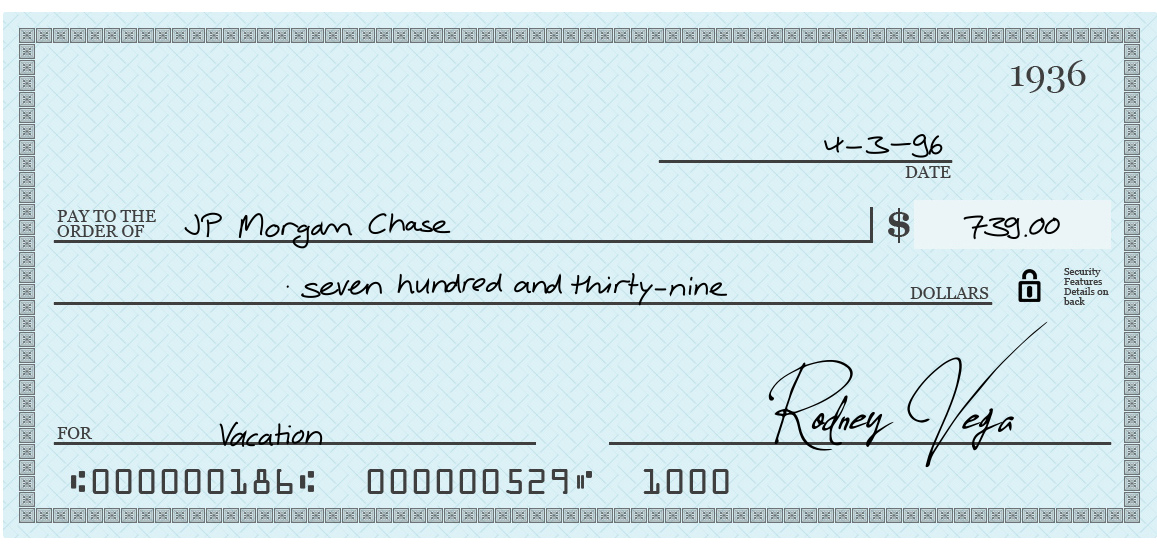 1936
4-3-96
DATE
PAY TO THE
ORDER OF JP Morgan Chase $ 739.00
seven hundred and thirty-nine DOLLARS
Security
Features
Details on
back
Rodney Vega
FOR Vacation
⑆000000186⑆ 000000529⑈ 1000